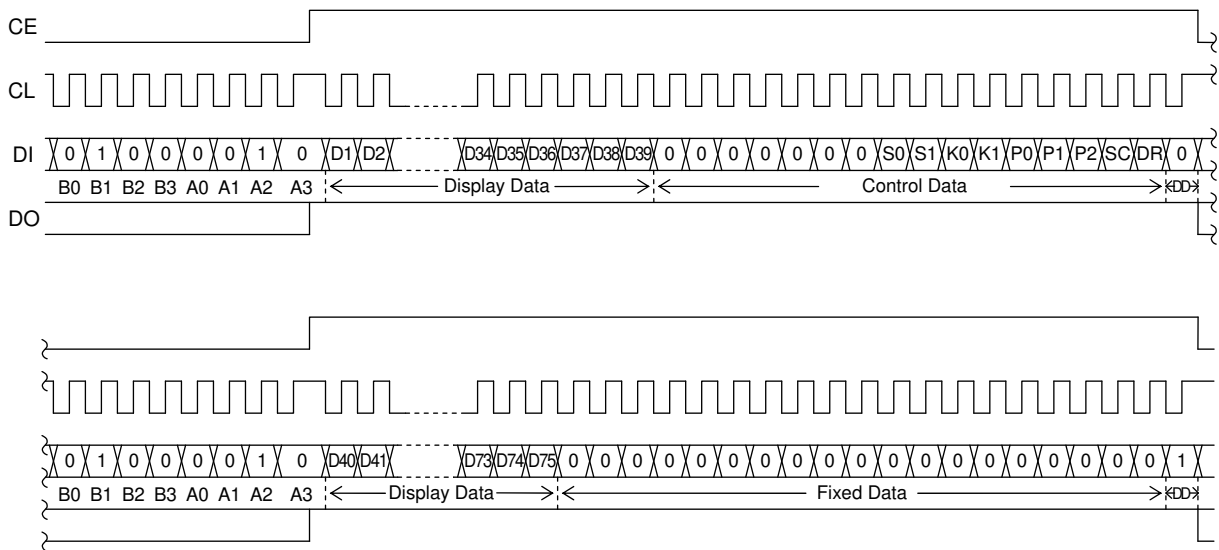 CE
CL
DI 0 1 0 0 0 0 1 0 D1 D2 D34 D35 D36 D37 D38 D39 0 0 0 0 0 0 0 S0 S1 K0 K1 P0 P1 P2 SC DR 0
B0 B1 B2 B3 A0 A1 A2 A3 Display Data Control Data DD
DO
0 1 0 0 0 0 1 0 D40 D41 D73 D74 D75 0 0 0 0 0 0 0 0 0 0 0 0 0 0 0 0 0 0 0 1
B0 B1 B2 B3 A0 A1 A2 A3 Display Data Fixed Data DD